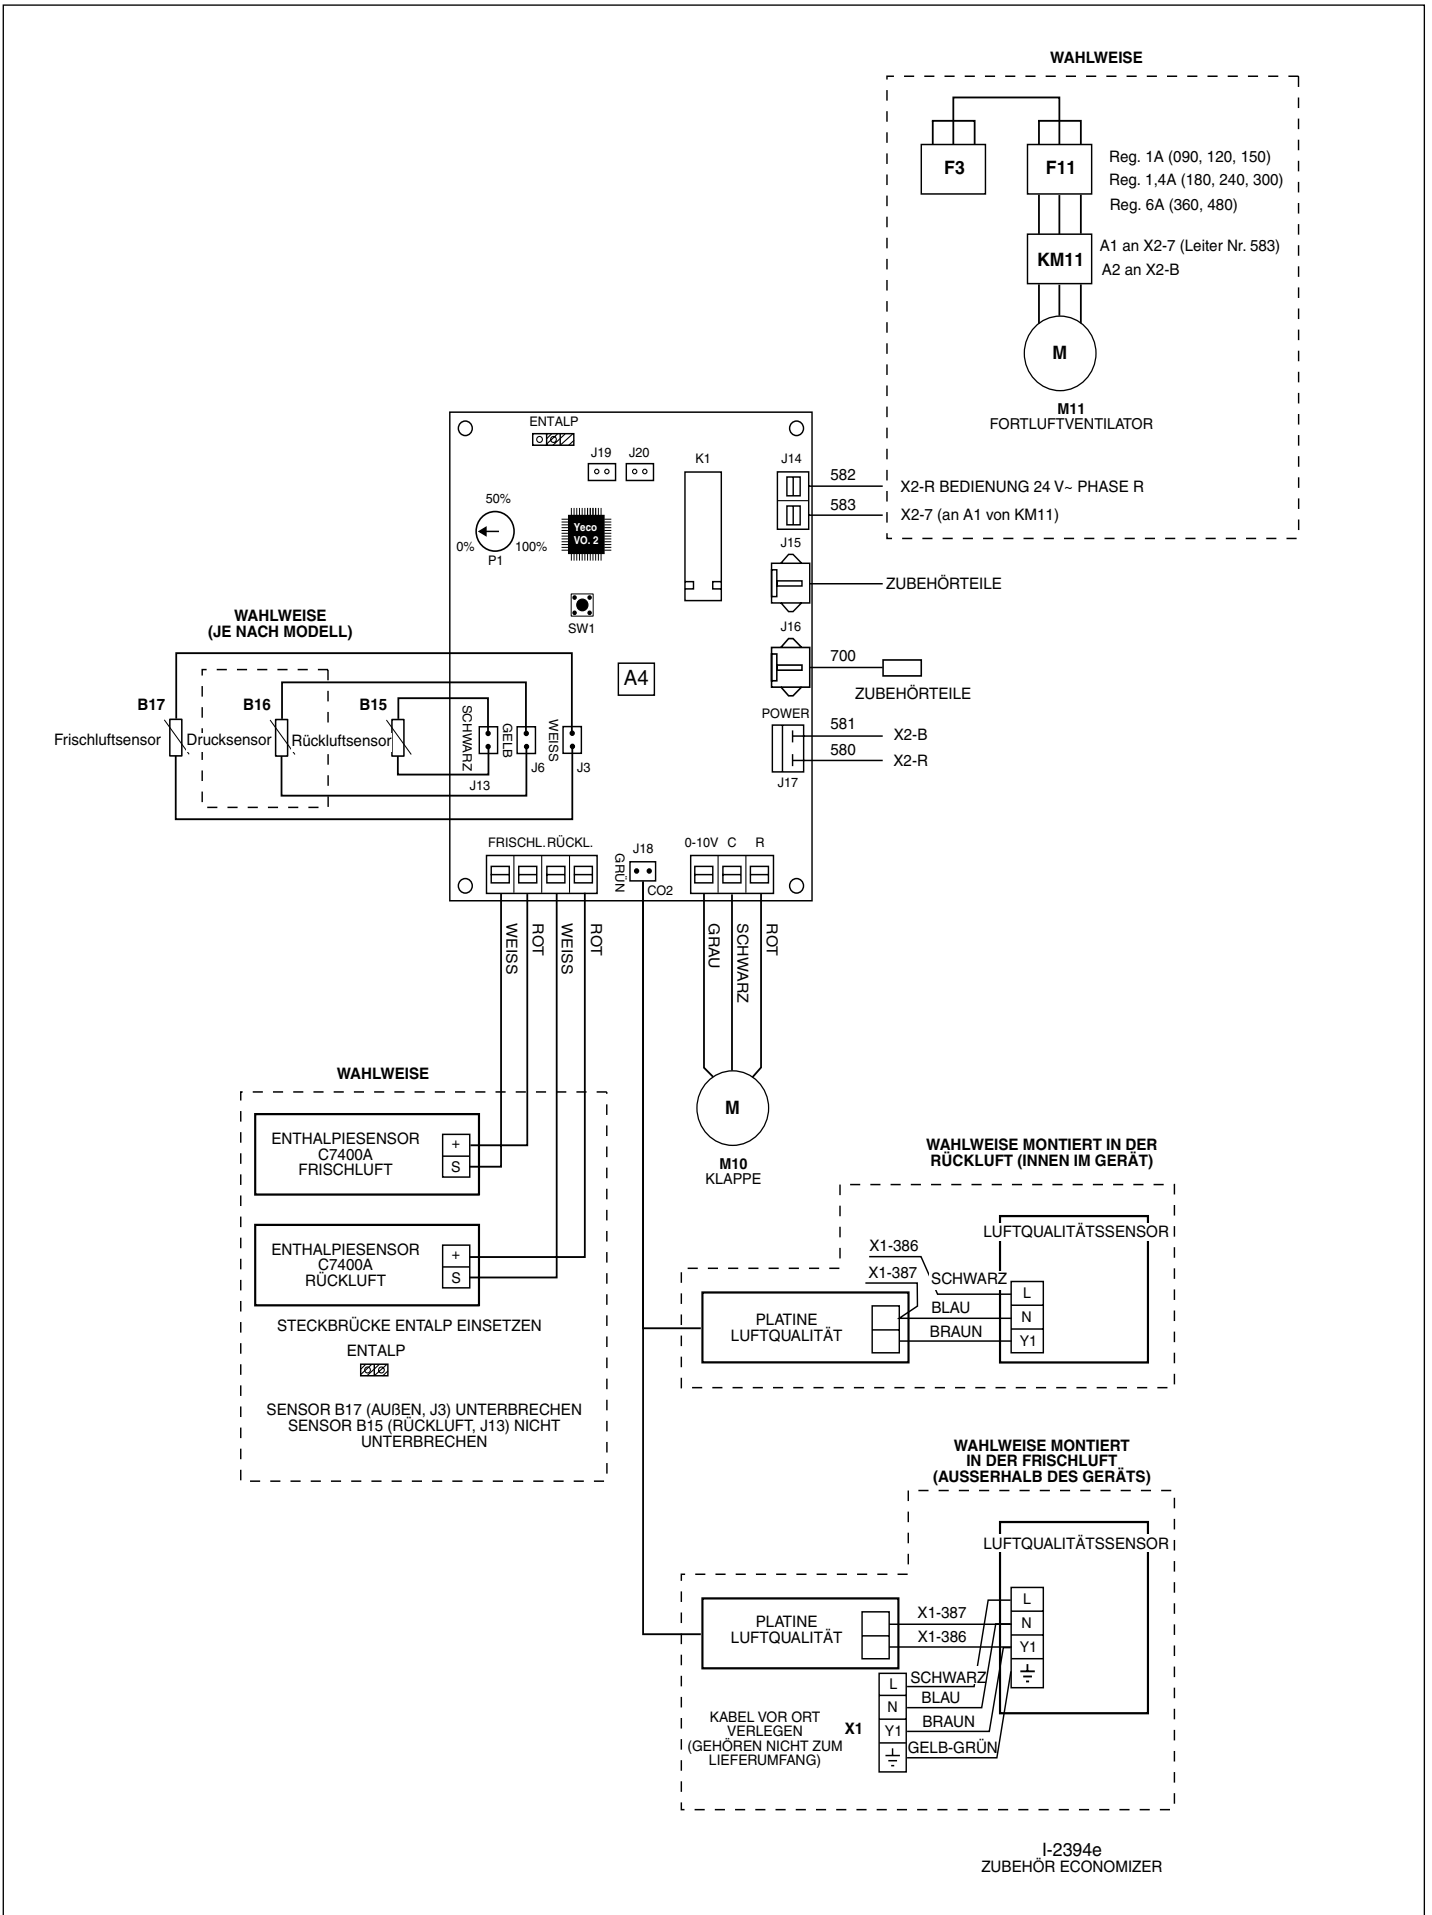 WAHLWEISE
F3
F11
Reg. 1A (090, 120, 150)
Reg. 1,4A (180, 240, 300)
Reg. 6A (360, 480)
KM11
A1 an X2-7 (Leiter Nr. 583)
A2 an X2-B
M
M11
FORTLUFTVENTILATOR
ENTALP
J19
J20
K1
J14
582
X2-R BEDIENUNG 24 V~ PHASE R
583
X2-7 (an A1 von KM11)
50%
0%
100%
P1
Yeco
VO. 2
J15
ZUBEHÖRTEILE
SW1
J16
700
ZUBEHÖRTEILE
A4
WAHLWEISE
(JE NACH MODELL)
B17
Frischluftsensor
B16
Drucksensor
B15
Rückluftsensor
SCHWARZ
J13
GELB
J6
WEISS
J3
POWER
581
X2-B
580
X2-R
J17
FRISCHL.
RÜCKL.
GRÜN
J18
CO2
0-10V
C
R
WEISS
ROT
WEISS
ROT
GRAU
SCHWARZ
ROT
M
M10
KLAPPE
WAHLWEISE
ENTHALPIESENSOR
C7400A
FRISCHLUFT
+
S
ENTHALPIESENSOR
C7400A
RÜCKLUFT
+
S
STECKBRÜCKE ENTALP EINSETZEN
ENTALP
SENSOR B17 (AUßEN, J3) UNTERBRECHEN
SENSOR B15 (RÜCKLUFT, J13) NICHT
UNTERBRECHEN
WAHLWEISE MONTIERT IN DER
RÜCKLUFT (INNEN IM GERÄT)
LUFTQUALITÄTSSENSOR
X1-386
X1-387
SCHWARZ
BLAU
BRAUN
L
N
Y1
PLATINE
LUFTQUALITÄT
WAHLWEISE MONTIERT
IN DER FRISCHLUFT
(AUSSERHALB DES GERÄTS)
LUFTQUALITÄTSSENSOR
PLATINE
LUFTQUALITÄT
X1-387
X1-386
L
N
Y1
SCHWARZ
BLAU
BRAUN
GELB-GRÜN
L
N
Y1
X1
KABEL VOR ORT
VERLEGEN
(GEHÖREN NICHT ZUM
LIEFERUMFANG)
I-2394e
ZUBEHÖR ECONOMIZER